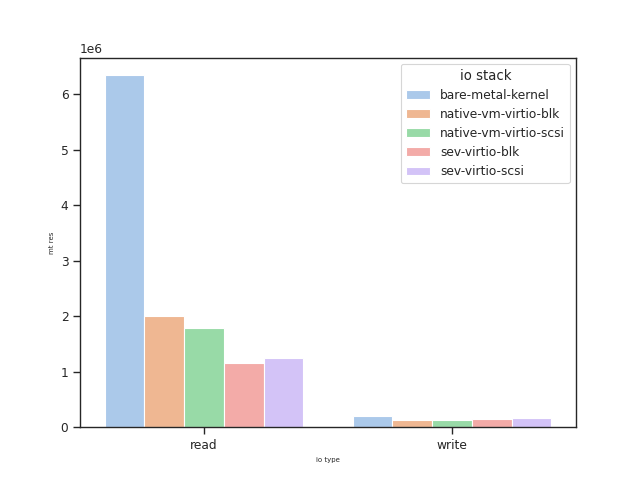 1e6
io stack
bare-metal-kernel
native-vm-virtio-blk
native-vm-virtio-scsi
sev-virtio-blk
sev-virtio-scsi
6
5
4
3
2
1
0
mt res
read
write
io type